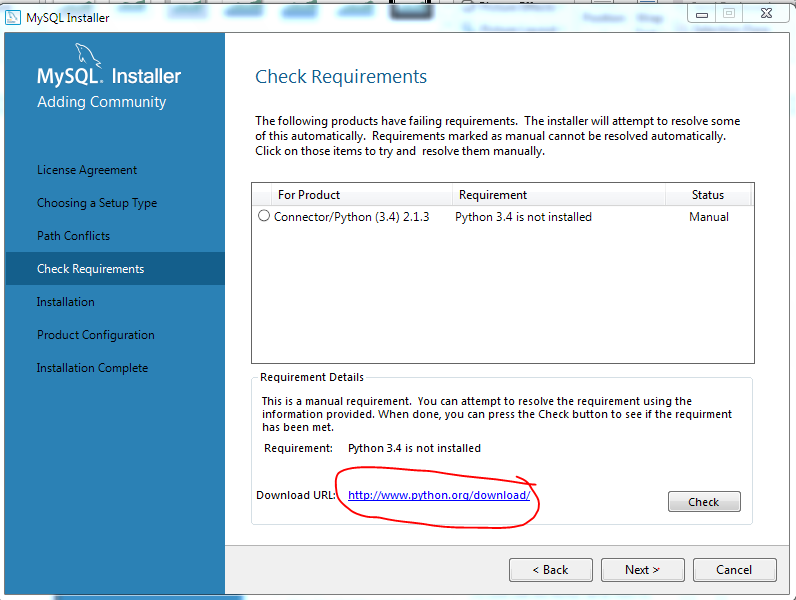 MySQL Installer
MySQL. Installer
Adding Community
License Agreement
Choosing a Setup Type
Path Conflicts
Check Requirements
Installation
Product Configuration
Installation Complete
Check Requirements
The following products have failing requirements. The installer will attempt to resolve some
of this automatically. Requirements marked as manual cannot be resolved automatically.
Click on those items to try and resolve them manually.
For Product Requirement Status
Connector/Python (3.4) 2.1.3 Python 3.4 is not installed Manual
Requirement Details
This is a manual requirement. You can attempt to resolve the requirement using the
information provided. When done, you can press the Check button to see if the requirment
has been met.
Requirement: Python 3.4 is not installed
Download URL: http://www.python.org/download/
Check
< Back Next > Cancel